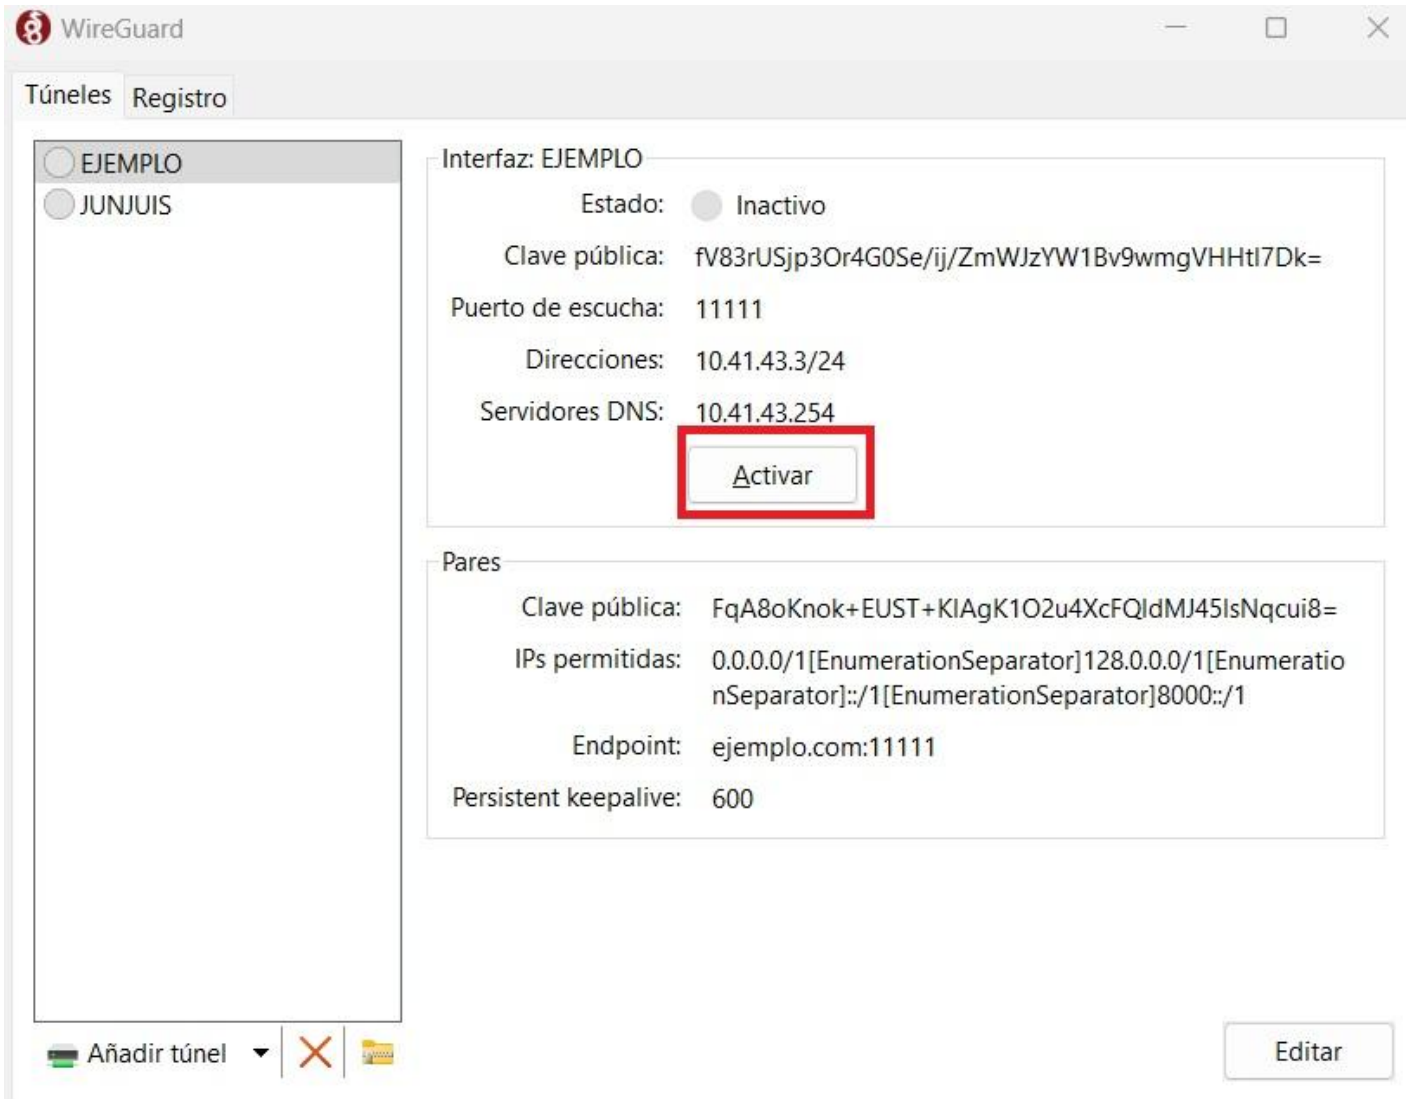 WireGuard
Túneles
Registro
EJEMPLO
JUNJUIS
Interfaz: EJEMPLO
Estado: Inactivo
Clave pública: fV83rUSjp3Or4G0Se/ij/ZmWJzYW1Bv9wmgVHHtI7Dk=
Puerto de escucha: 11111
Direcciones: 10.41.43.3/24
Servidores DNS: 10.41.43.254
Activar
Pares
Clave pública: FqA8oKnok+EUST+KIAgK1O2u4XcFQIdMJ45IsNqcui8=
IPs permitidas: 0.0.0.0/1[EnumerationSeparator]128.0.0.0/1[Enumeratio
nSeparator]::/1[EnumerationSeparator]8000::/1
Endpoint: ejemplo.com:11111
Persistent keepalive: 600
Añadir túnel
Editar